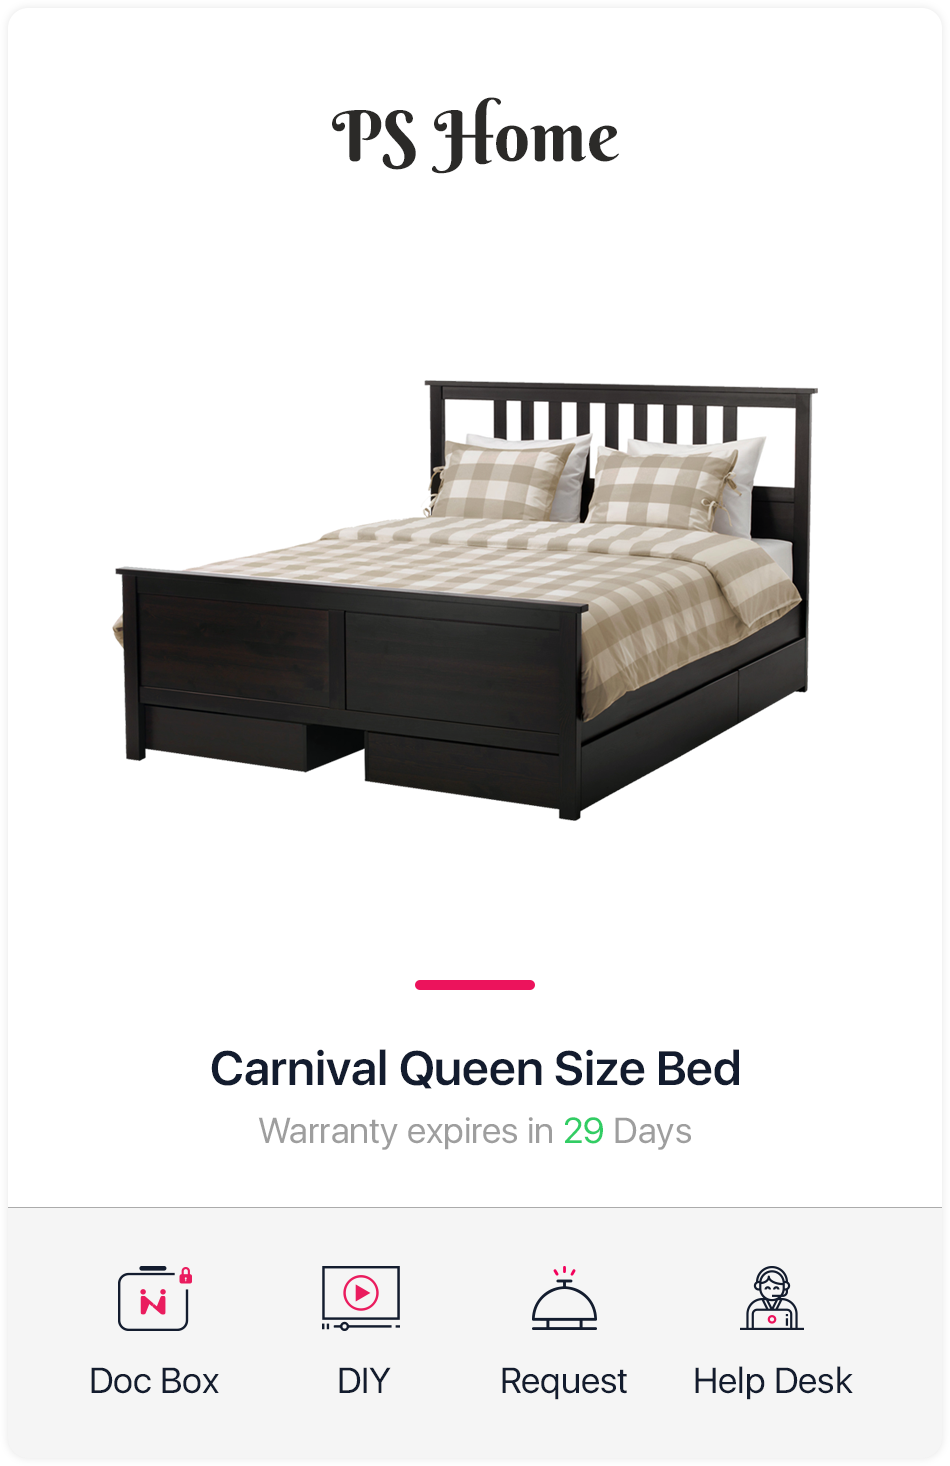 PS Home
Carnival Queen Size Bed
Warranty expires in 29 Days
Doc Box
DIY
Request
Help Desk